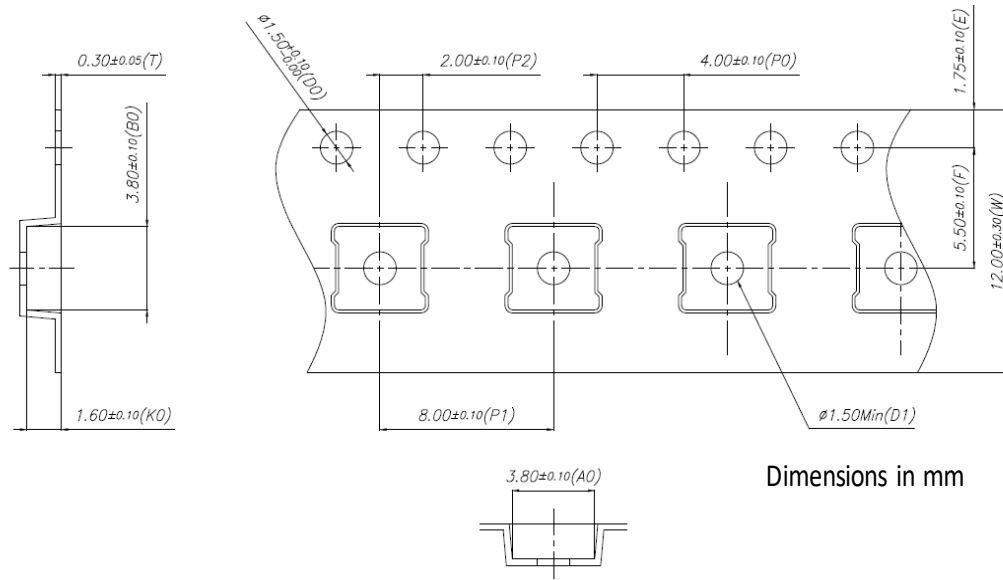 0.30±0.05(T)
ø1.50+0.10 -0.00(D0)
2.00±0.10(P2)
4.00±0.10(P0)
1.75±0.10(E)
3.80±0.10(B0)
5.50±0.10(F)
12.00±0.30(W)
1.60±0.10(K0)
8.00±0.10(P1)
ø1.50Min(D1)
3.80±0.10(A0)
Dimensions in mm